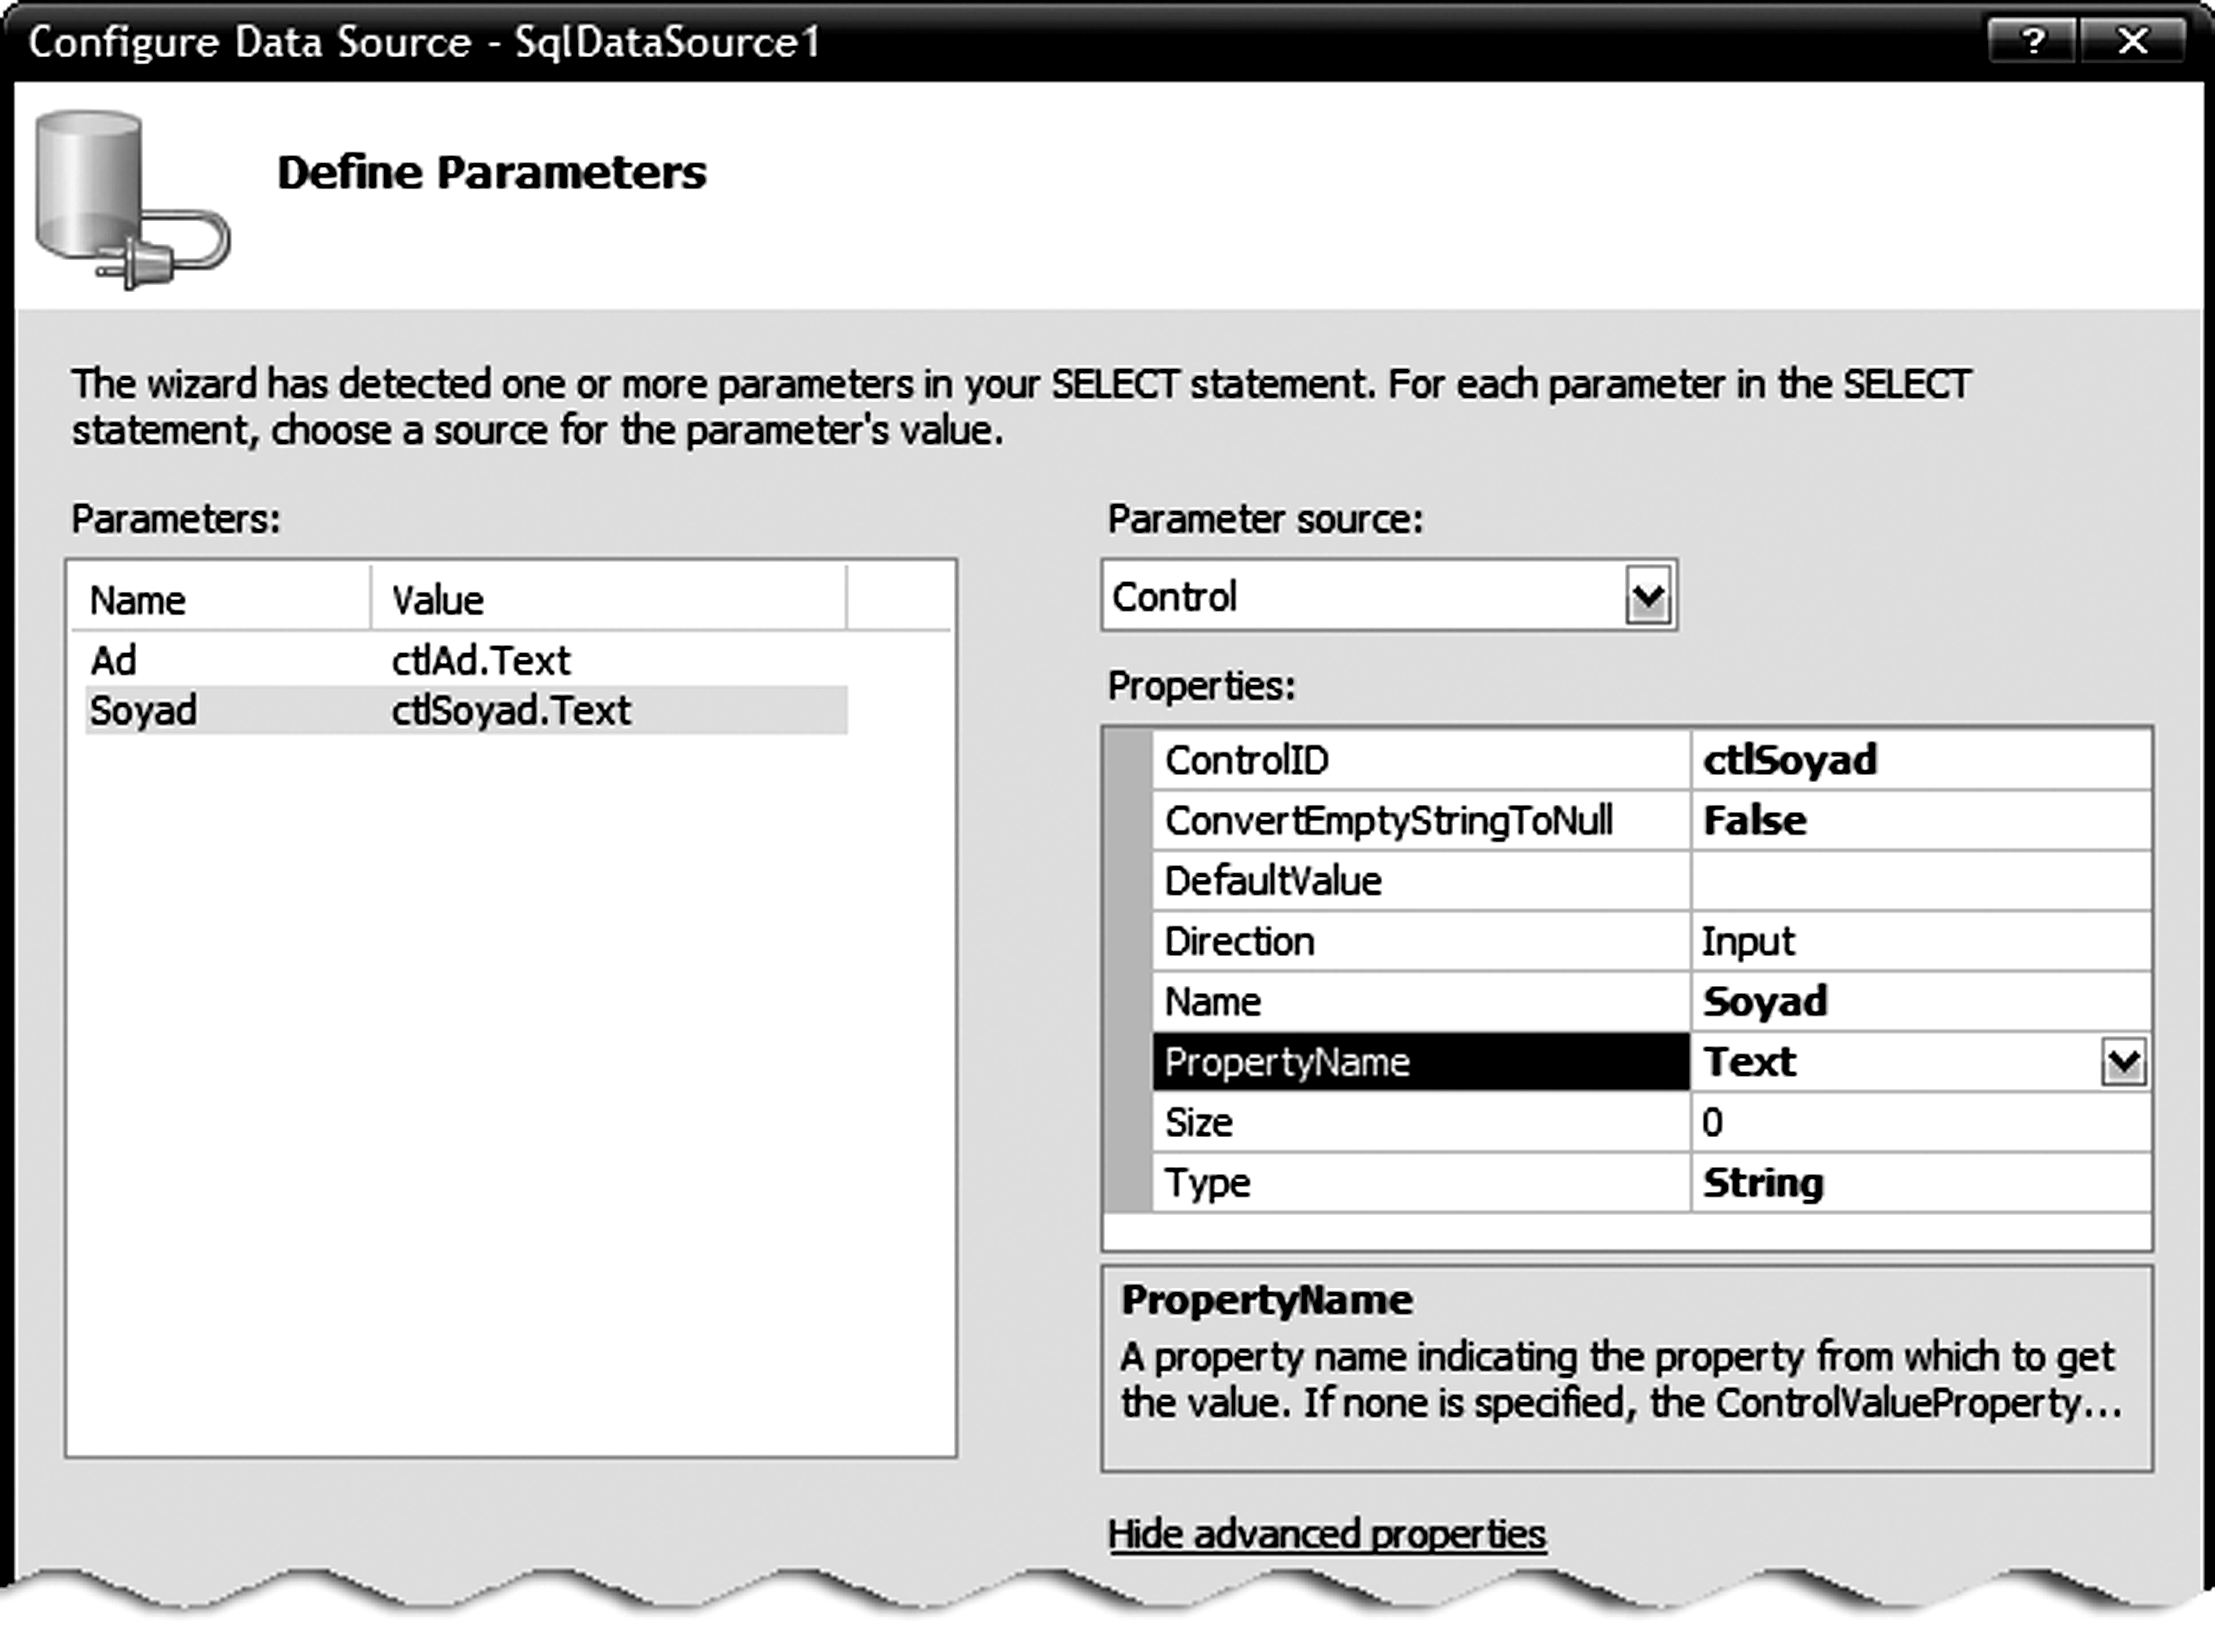 Configure Data Source - SqlDataSource1
Define Parameters
The wizard has detected one or more parameters in your SELECT statement. For each parameter in the SELECT
statement, choose a source for the parameter's value.
Parameters:
Name Value
Ad ctlAd.Text
Soyad ctlSoyad.Text
Parameter source:
Control
Properties:
ControlID ctlSoyad
ConvertEmptyStringToNull False
DefaultValue
Direction Input
Name Soyad
PropertyName Text
Size 0
Type String
PropertyName
A property name indicating the property from which to get
the value. If none is specified, the ControlValueProperty...
Hide advanced properties